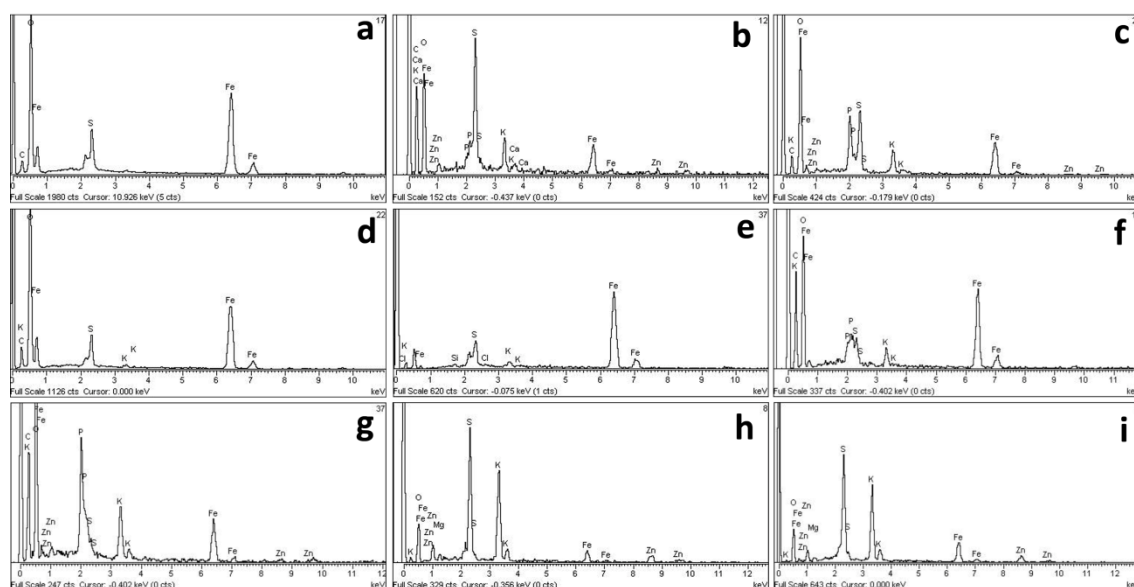 a
17
O
Fe
Fe
S
C
Fe
0 1 2 3 4 5 6 7 8 9 10
Full Scale 1980 cts Cursor: 10.926 keV (5 cts) keV
b
12
S
C O
Ca
K Fe
Ca Fe
Zn P K Fe
Zn P S Ca
Zn K Ca Fe Zn Zn
0 1 2 3 4 5 6 7 8 9 10 11 12
Full Scale 152 cts Cursor: -0.437 keV (0 cts) keV
c
O
Fe
S
P
K Fe P Fe
C Zn S K
Zn K Fe Zn Zn
0 1 2 3 4 5 6 7 8 9 10
Full Scale 424 cts Cursor: -0.179 keV (0 cts) keV
d
22
O
Fe Fe
K S
C K K Fe
0 1 2 3 4 5 6 7 8 9 10
Full Scale 1126 cts Cursor: 0.000 keV keV
e
37
Fe
S
K K Fe
Cl Fe Si Cl K
0 1 2 3 4 5 6 7 8 9 10
Full Scale 620 cts Cursor: -0.075 keV (1 cts) keV
f
O
C Fe
K Fe Fe
P
P S K
S K Fe
0 1 2 3 4 5 6 7 8 9 10 11
Full Scale 337 cts Cursor: -0.402 keV (0 cts) keV
g
37
Fe
Fe
C O P
K
P K
Zn Fe
Zn S
Zn S K Fe Zn Zn
0 1 2 3 4 5 6 7 8 9 10 11 12
Full Scale 247 cts Cursor: -0.402 keV (0 cts) keV
h
8
S
K
O
Fe Zn
Fe Zn Mg S Fe
K Zn K Fe Zn Zn
0 1 2 3 4 5 6 7 8 9 10 11 12 13
Full Scale 329 cts Cursor: -0.356 keV (0 cts) keV
i
S
K
O Zn
Fe
Fe Zn Mg S Fe
K Zn K Fe Zn Zn
0 1 2 3 4 5 6 7 8 9 10 11 12
Full Scale 643 cts Cursor: 0.000 keV keV